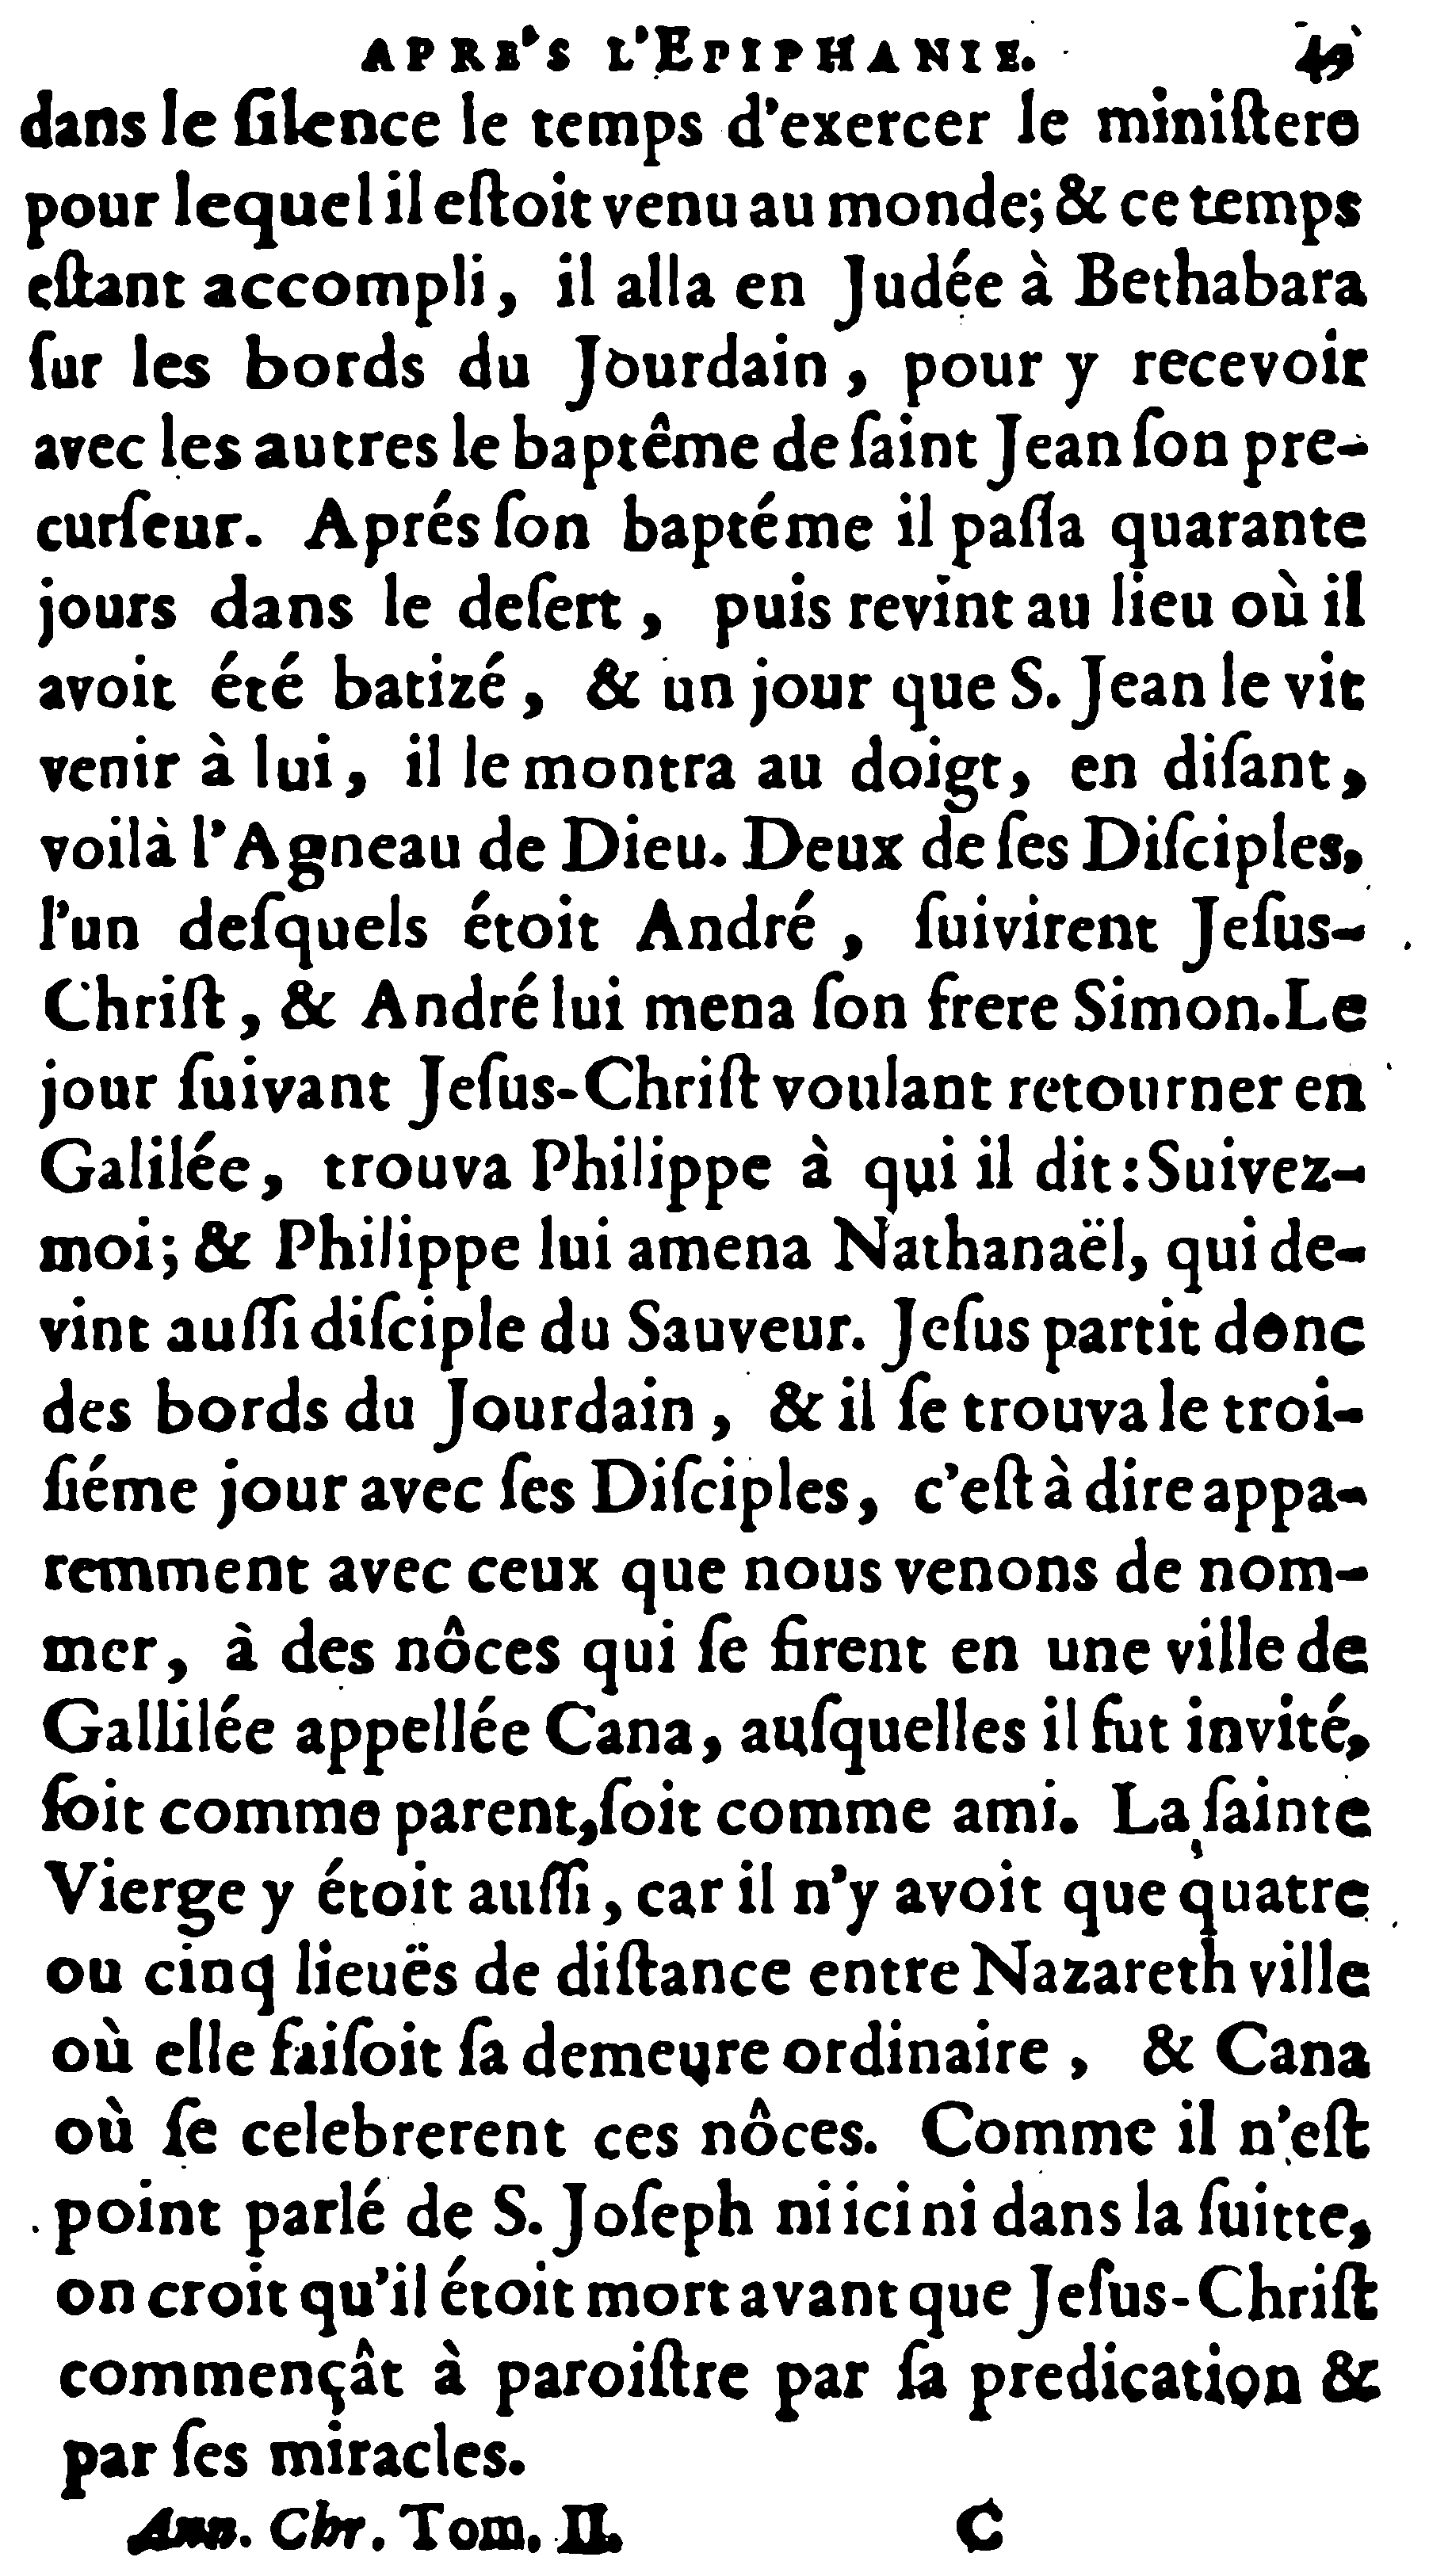 APRE'S L'EPIPHANIE. 49
dans le ſilence le temps d'exercer le miniſtere
pour lequel il eſtoit venu au monde; & ce temps
eſtant accompli, il alla en Judée à Bethabara
ſur les bords du Jourdain, pour y recevoir
avec les autres le baptême de ſaint Jean ſon pre-
curſeur. Aprés ſon baptéme il paſſa quarante
jours dans le deſert, puis revint au lieu où il
avoit été batizé, & un jour que S. Jean le vit
venir à lui, il le montra au doigt, en diſant,
voilà l'Agneau de Dieu. Deux de ſes Diſciples,
l'un deſquels étoit André, ſuivirent Jeſus-
Chriſt, & André lui mena ſon frere Simon. Le
jour ſuivant Jeſus-Chriſt voulant retourner en
Galilée, trouva Philippe à qui il dit: Suivez-
moi; & Philippe lui amena Nathanaël, qui de-
vint auſſi diſciple du Sauveur. Jeſus partit donc
des bords du Jourdain, & il ſe trouva le troi-
ſiéme jour avec ſes Diſciples, c'eſt à dire appa-
remment avec ceux que nous venons de nom-
mer, à des nôces qui ſe firent en une ville de
Gallilée appellée Cana, auſquelles il fut invité,
ſoit comme parent, ſoit comme ami. La ſainte
Vierge y étoit auſſi, car il n'y avoit que quatre
ou cinq lieuës de diſtance entre Nazareth ville
où elle faiſoit ſa demeure ordinaire, & Cana
où ſe celebrerent ces nôces. Comme il n'eſt
point parlé de S. Joſeph ni ici ni dans la ſuitte,
on croit qu'il étoit mort avant que Jeſus-Chriſt
commençât à paroiſtre par ſa predication &
par ſes miracles.
Ann. Chr. Tom. II. C